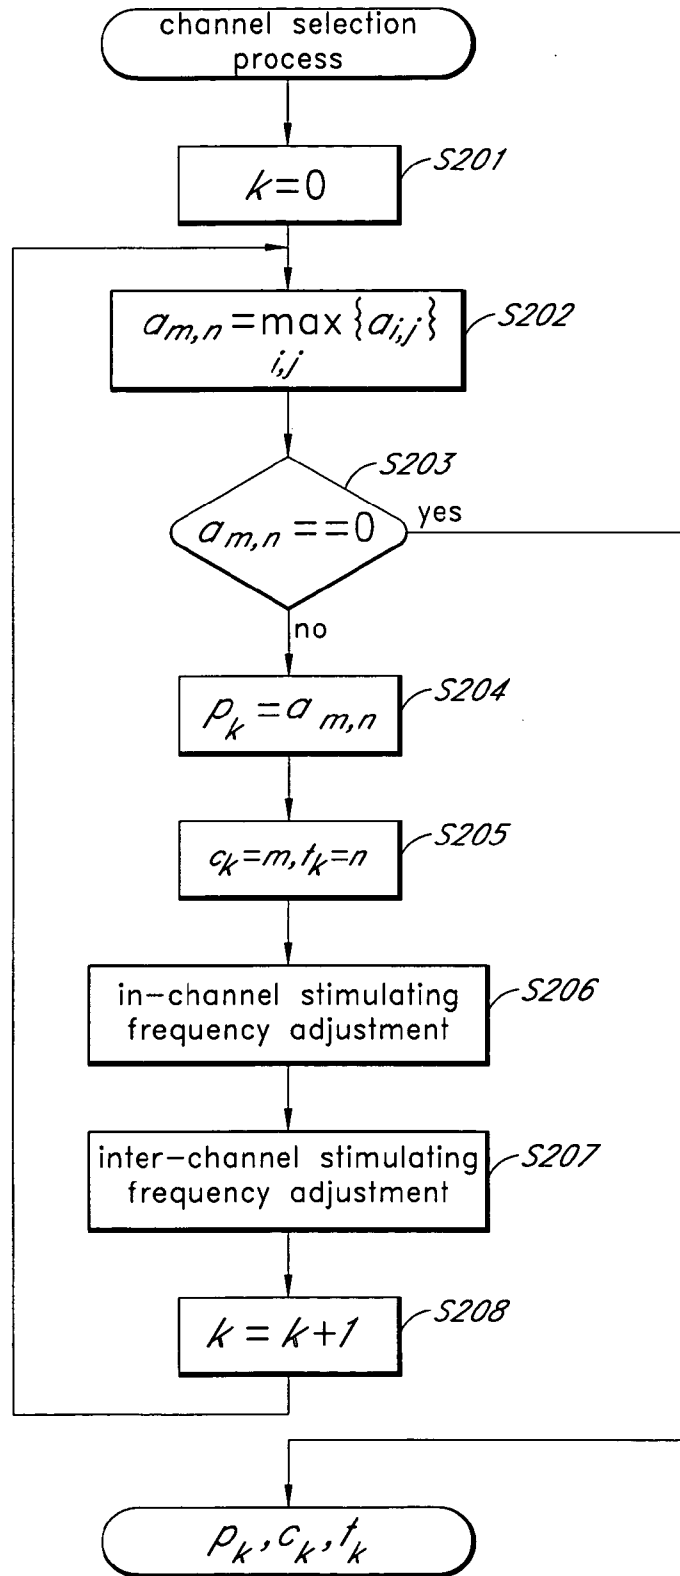 channel selection
process
S201
k=0
S202
a_{m,n}=max{a_{i,j}}
i,j
S203
a_{m,n}==0
yes
no
S204
p_k=a_{m,n}
S205
c_k=m, t_k=n
S206
in-channel stimulating
frequency adjustment
S207
inter-channel stimulating
frequency adjustment
S208
k=k+1
p_k, c_k, t_k